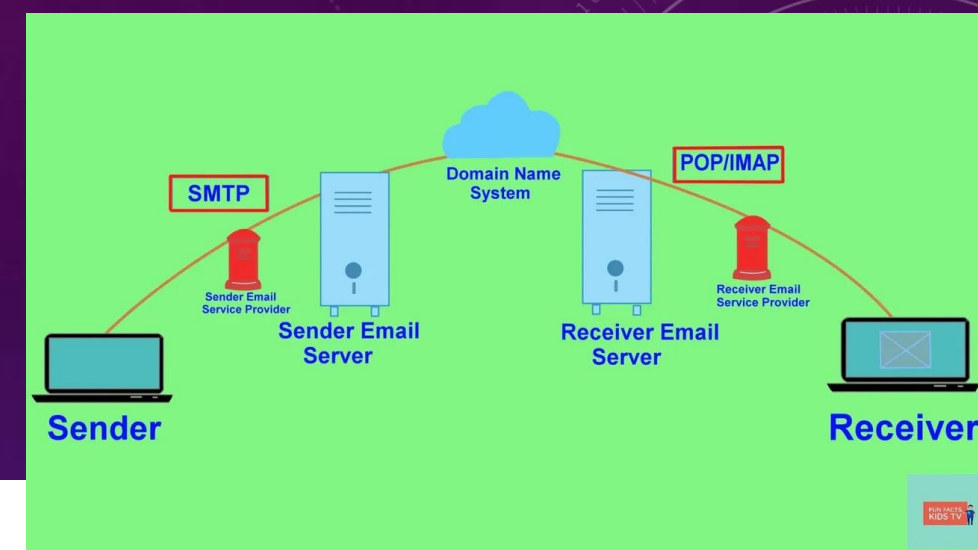 Domain Name
System
SMTP
POP/IMAP
Sender Email
Service Provider
Receiver Email
Service Provider
Sender Email
Server
Receiver Email
Server
Sender
Receiver
FUN FACTS
KIDS TV